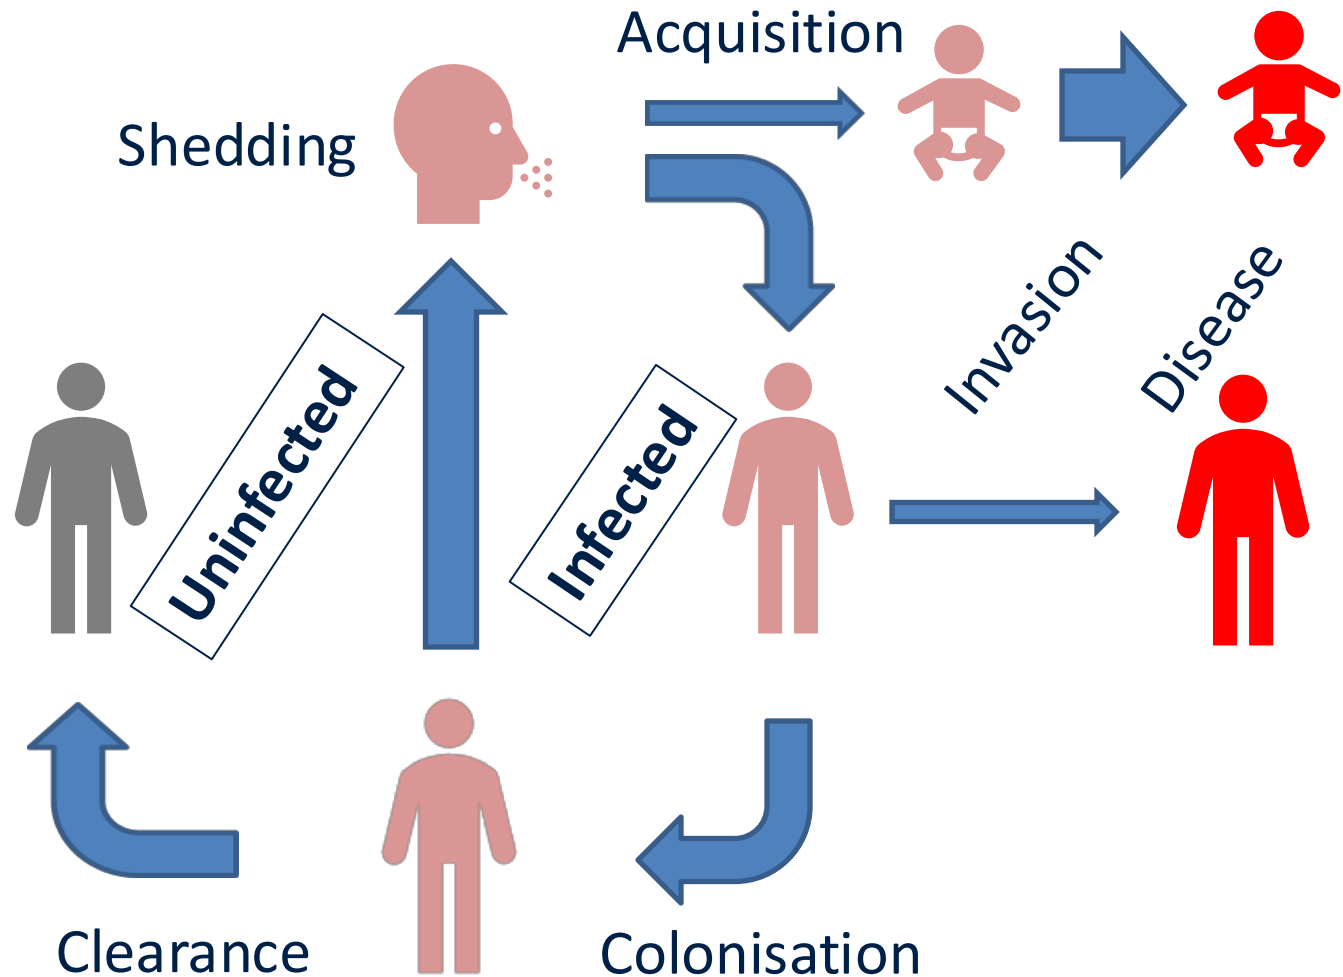 Acquisition
Shedding
Invasion
Disease
Uninfected
Infected
Clearance
Colonisation